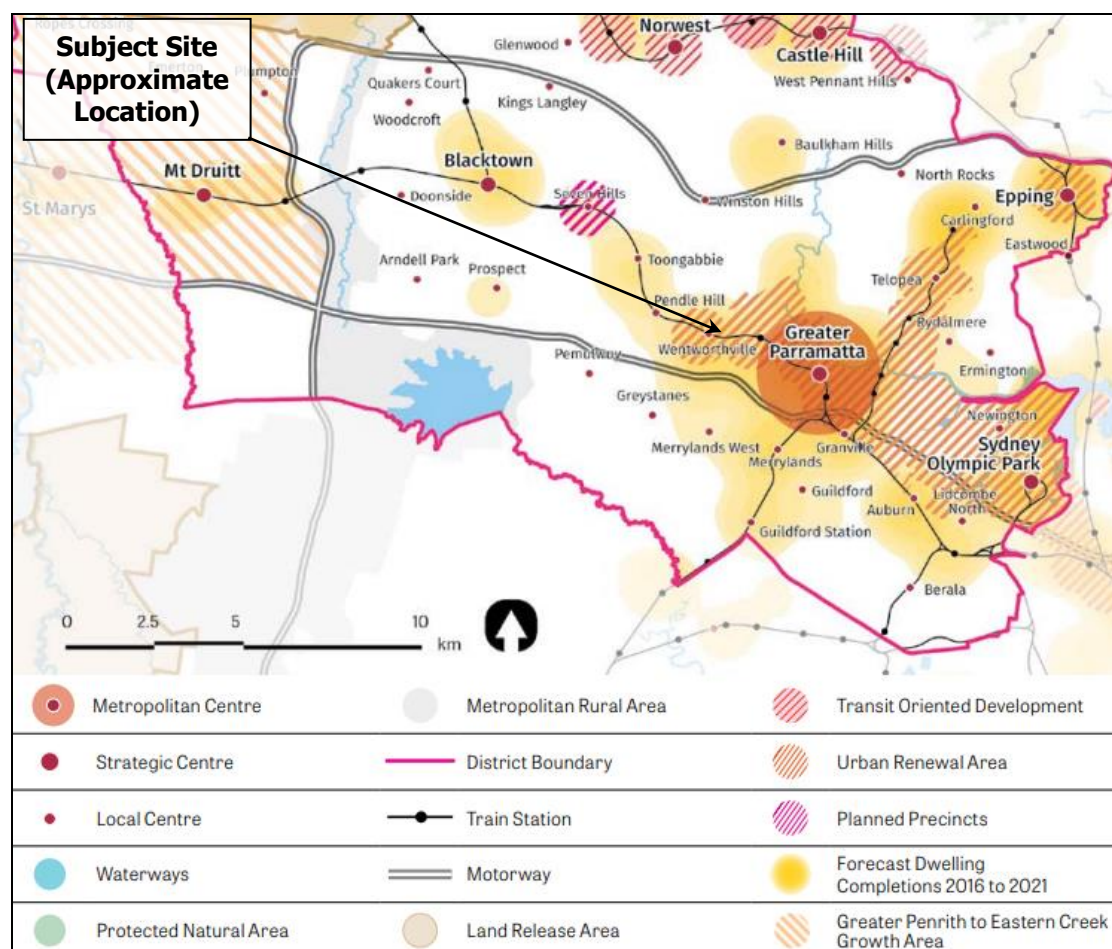 Ropes Crossing
Subject Site
(Approximate
Location)
Emerton
Plumpton
Glenwood
Norwest
Castle Hill
West Pennant Hills
Quakers Court
Kings Langley
Woodcroft
Baulkham Hills
Mt Druitt
Blacktown
North Rocks
Epping
St Marys
Doonside
Seven Hills
Winston Hills
Carlingford
Eastwood
Arndell Park
Prospect
Toongabbie
Telopea
Pendle Hill
Greater
Parramatta
Rydalmere
Wentworthville
Pemulwuy
Ermington
Greystanes
Newington
Merrylands West
Granville
Sydney
Olympic Park
Merrylands
Guildford
Auburn
Lidcombe
North
Guildford Station
Berala
0 2.5 5 10
km
Metropolitan Centre
Metropolitan Rural Area
Transit Oriented Development
Strategic Centre
District Boundary
Urban Renewal Area
Local Centre
Train Station
Planned Precincts
Waterways
Motorway
Forecast Dwelling
Completions 2016 to 2021
Protected Natural Area
Land Release Area
Greater Penrith to Eastern Creek
Growth Area